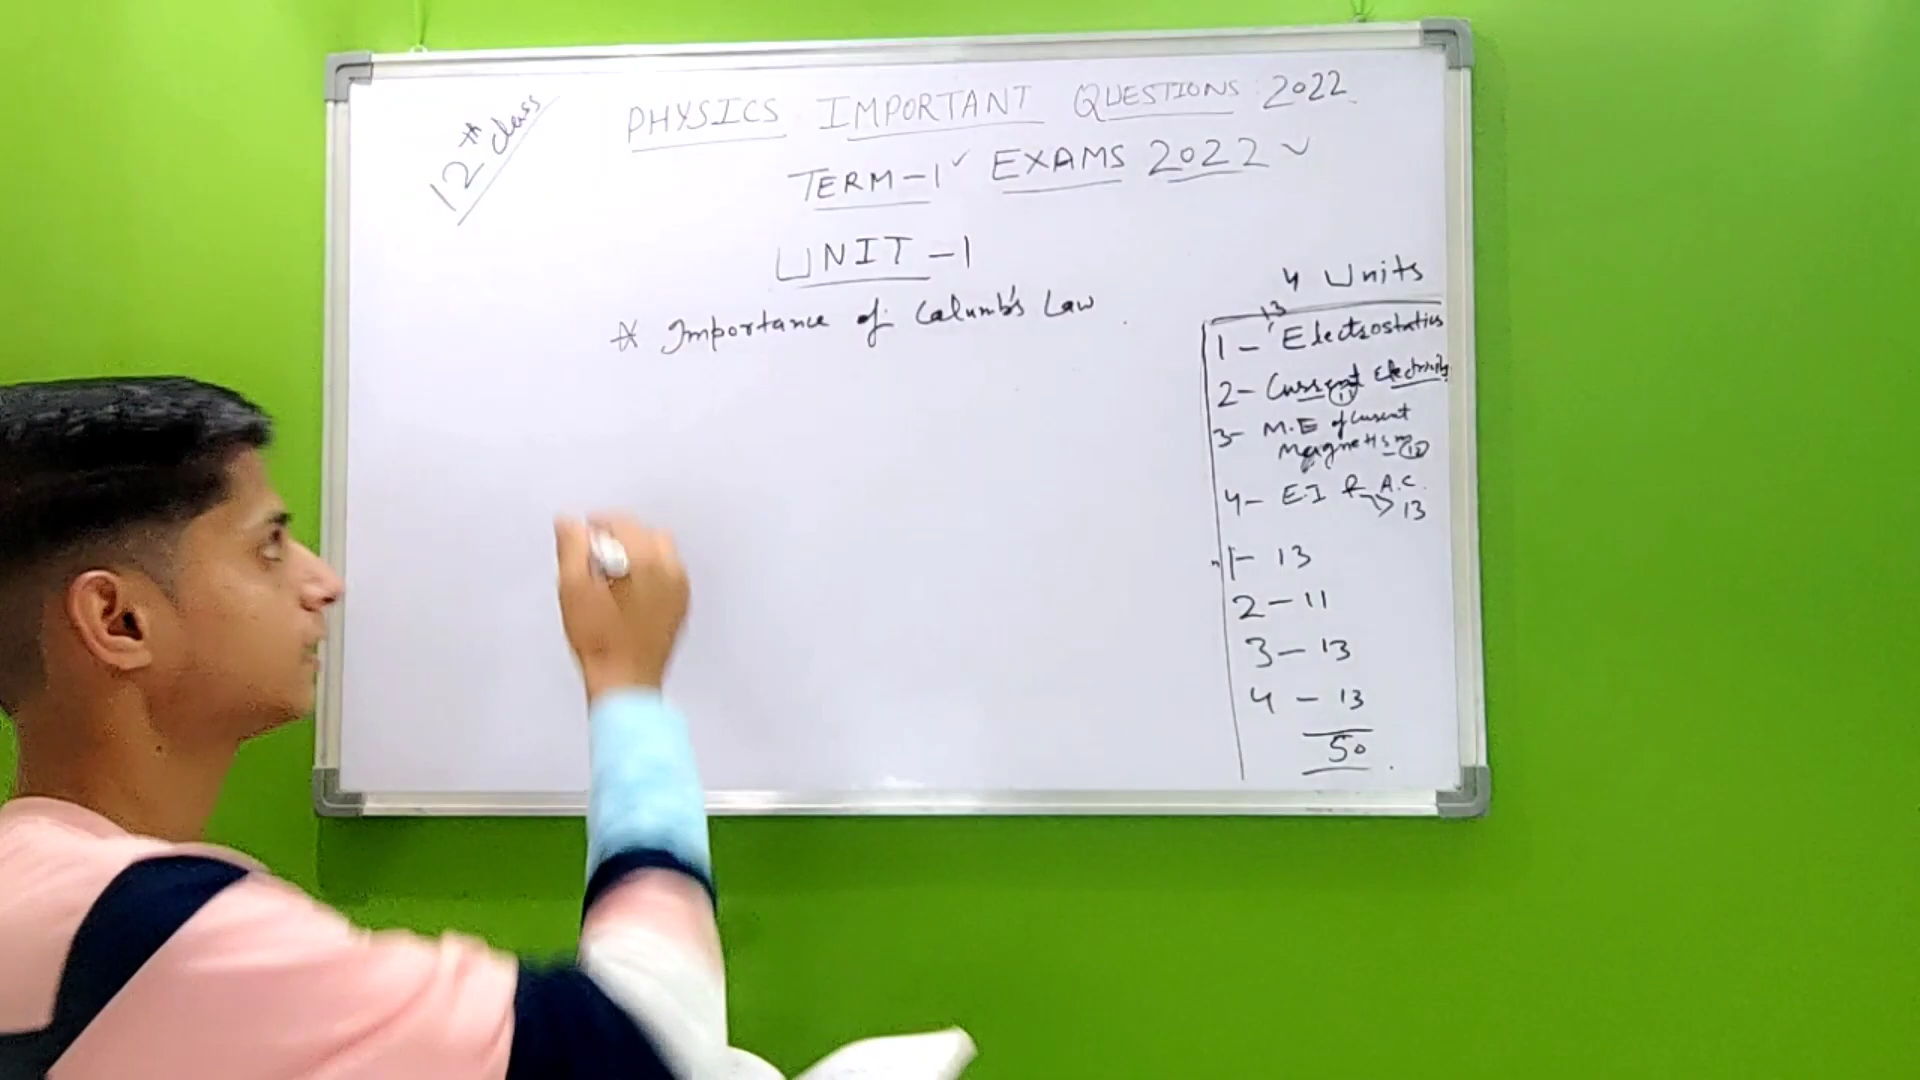 12th class
PHYSICS IMPORTANT QUESTIONS 2022
TERM-1 EXAMS 2022
UNIT-1
Importance of Calumb's Law
4 Units
13
1- Electrostatics
2- Current Electricity
11
3- M.E of current
Magnetism
4- E.I & A.C.
13
1- 13
2-11
3-13
4-13
50